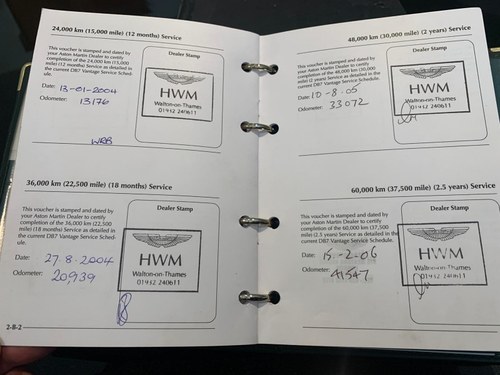 24,000 km (15,000 mile) (12 months) Service
This voucher is stamped and dated by
your Aston Martin Dealer to certify
completion of the 24,000 km (15,000
mile) (12 months) Service as detailed in
the current DB7 Vantage Service Sched-
ule.
Date: 13-01-2004
Odometer: 13176
Dealer Stamp
HWM
Walton-on-Thames
01932 240611
36,000 km (22,500 mile) (18 months) Service
This voucher is stamped and dated by
your Aston Martin Dealer to certify
completion of the 36,000 km (22,500
mile) (18 months) Service as detailed in
the current DB7 Vantage Service Sched-
ule.
Date: 27.8.2004
Odometer: 20,939
Dealer Stamp
HWM
Walton-on-Thames
01932 240611
2-8-2
48,000 km (30,000 mile) (2 years) Service
This voucher is stamped and dated by
your Aston Martin Dealer to certify
completion of the 48,000 km (30,000
mile) (2 years) Service as detailed in the
current DB7 Vantage Service Schedule.
Date: 10-8-05
Odometer: 33072
Dealer Stamp
HWM
Walton-on-Thames
01932 240611
60,000 km (37,500 mile) (2.5 years) Service
This voucher is stamped and dated by
your Aston Martin Dealer to certify
completion of the 60,000 km (37,500
mile) (2.5 years) Service as detailed in the
current DB7 Vantage Service Schedule.
Date: 15-2-06
Odometer: 41547
Dealer Stamp
HWM
Walton-on-Thames
01932 240611